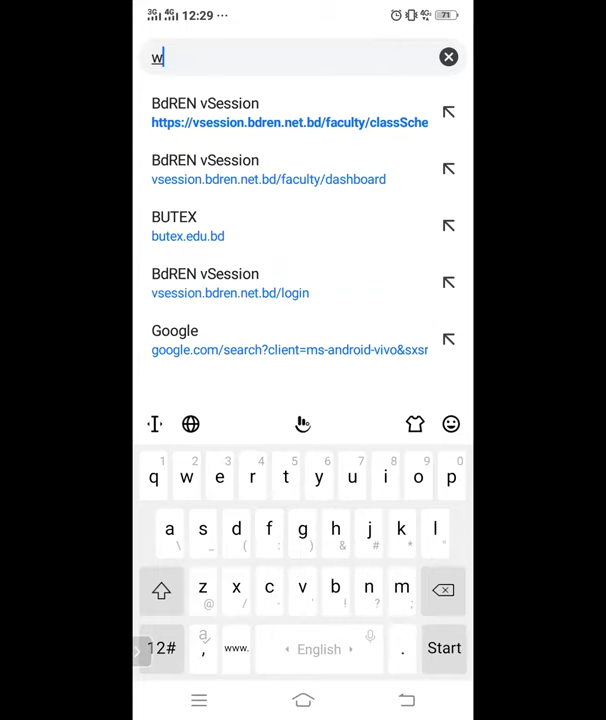 3G 4G 12:29 ... 4G 71
w
BdREN vSession
https://vsession.bdren.net.bd/faculty/classSche
BdREN vSession
vsession.bdren.net.bd/faculty/dashboard
BUTEX
butex.edu.bd
BdREN vSession
vsession.bdren.net.bd/login
Google
google.com/search?client=ms-android-vivo&sxsr
1 2 3 4 5 6 7 8 9 0
q w e r t y u i o p
a s d f g h j k l
\ _ ( : ) & # * "
z x c v b n m
@ / - ' ! ? ;
12# , www. English . Start